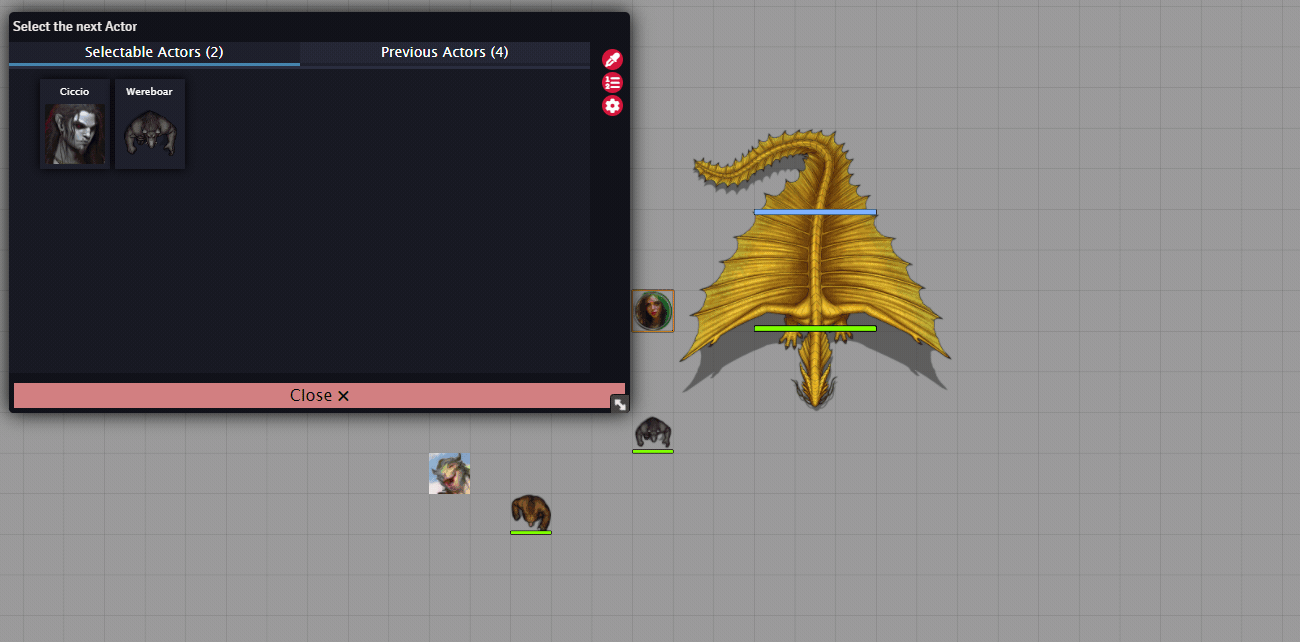 Select the next Actor
Selectable Actors (2)
Previous Actors (4)
Ciccio
Wereboar
Close ×